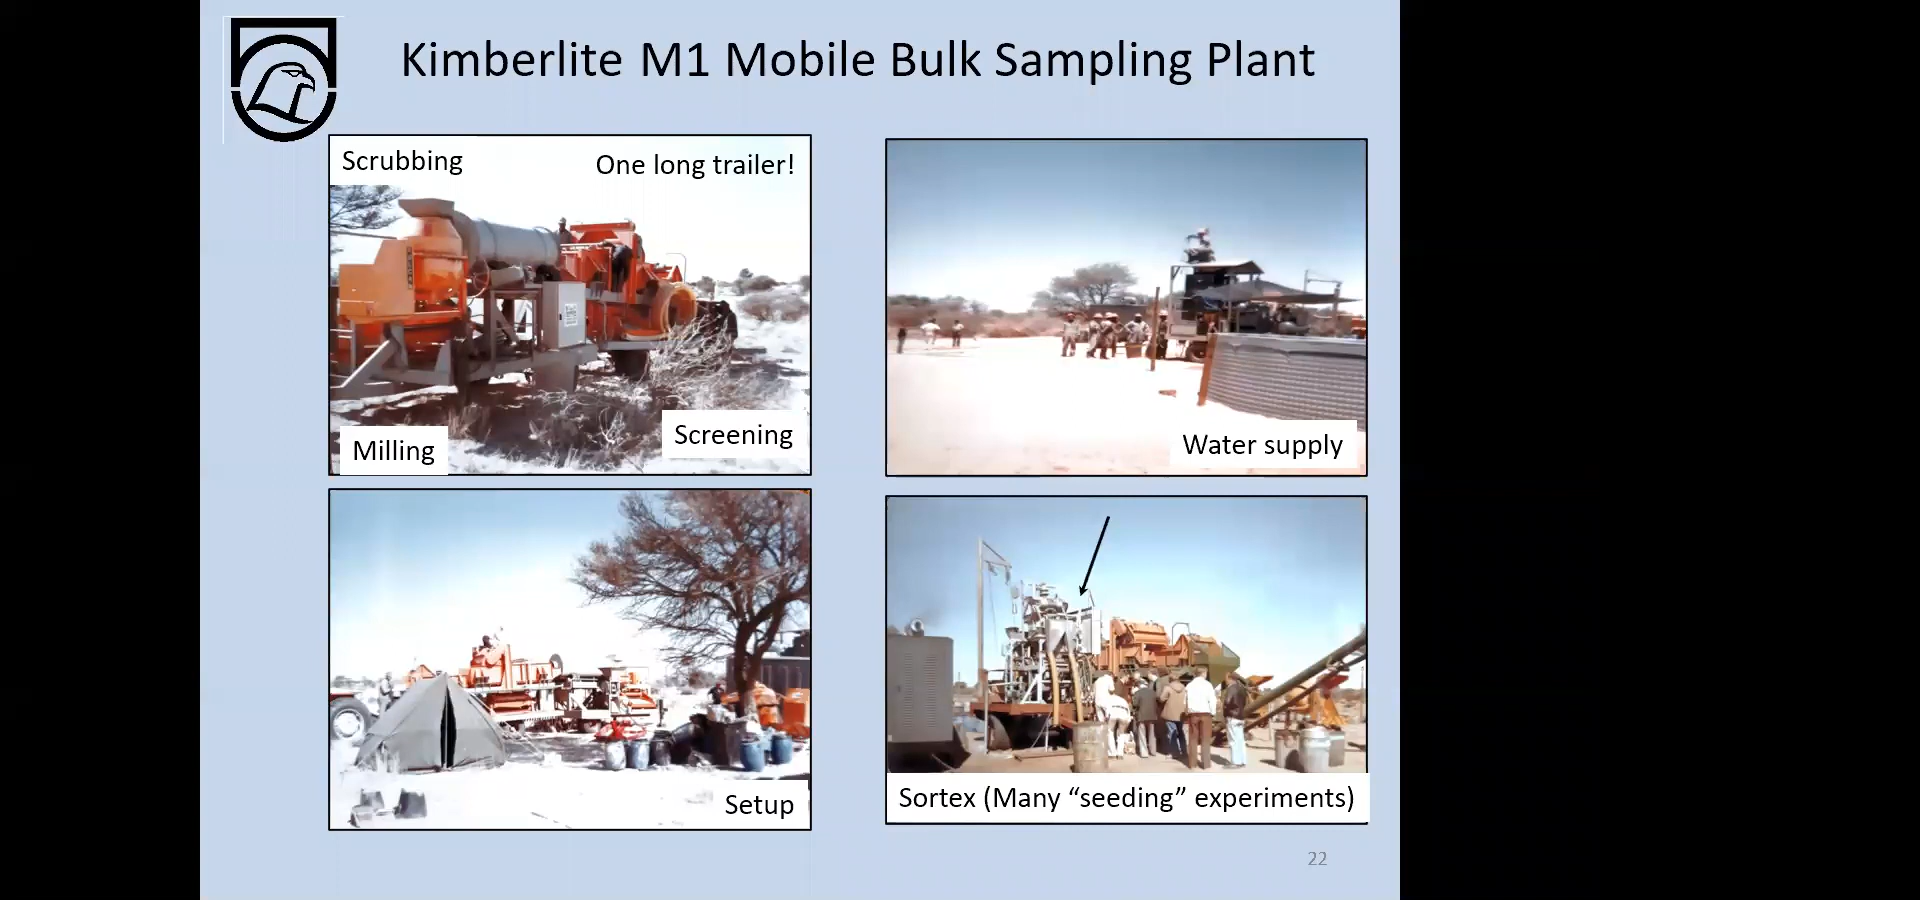 Kimberlite M1 Mobile Bulk Sampling Plant
Scrubbing
One long trailer!
Milling
Screening
Water supply
Setup
Sortex (Many “seeding” experiments)
22